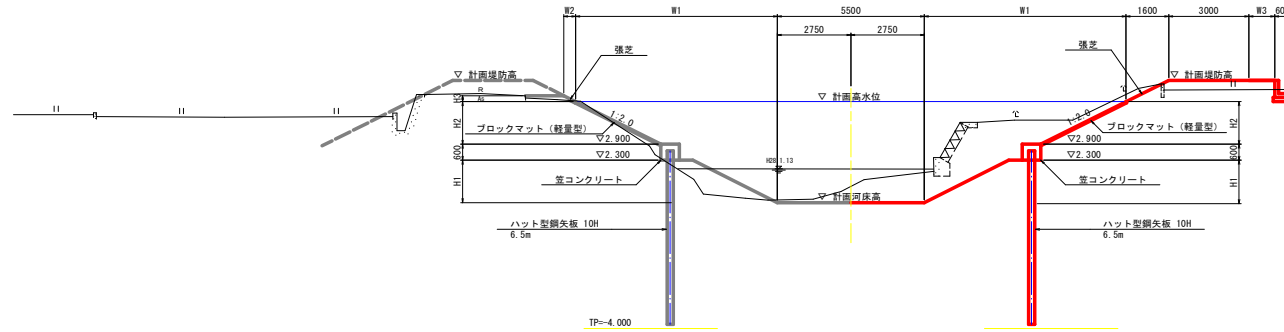 W2
W1
5500
W1
1600
3000
W3
60
2750
2750
張芝
張芝
▽ 計画堤防高
▽ 計画堤防高
▽ 計画高水位
R
As
H3
H2
600
H1
1:2.0
1:2.0
ブロックマット（軽量型）
ブロックマット（軽量型）
▽2.900
▽2.900
▽2.300
▽2.300
H28.1.13
笠コンクリート
笠コンクリート
H2
600
H1
▽ 計画河床高
ハット型鋼矢板 10H
6.5m
ハット型鋼矢板 10H
6.5m
TP=-4.000